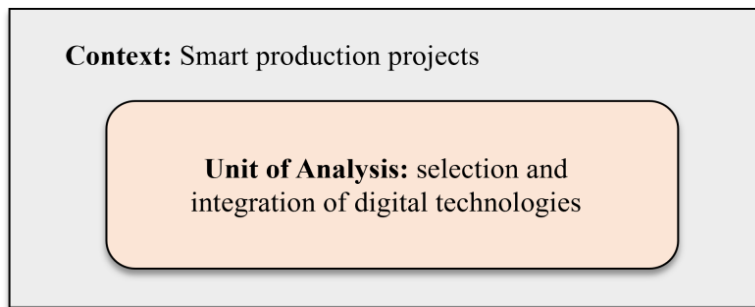 Context: Smart production projects
Unit of Analysis: selection and
integration of digital technologies